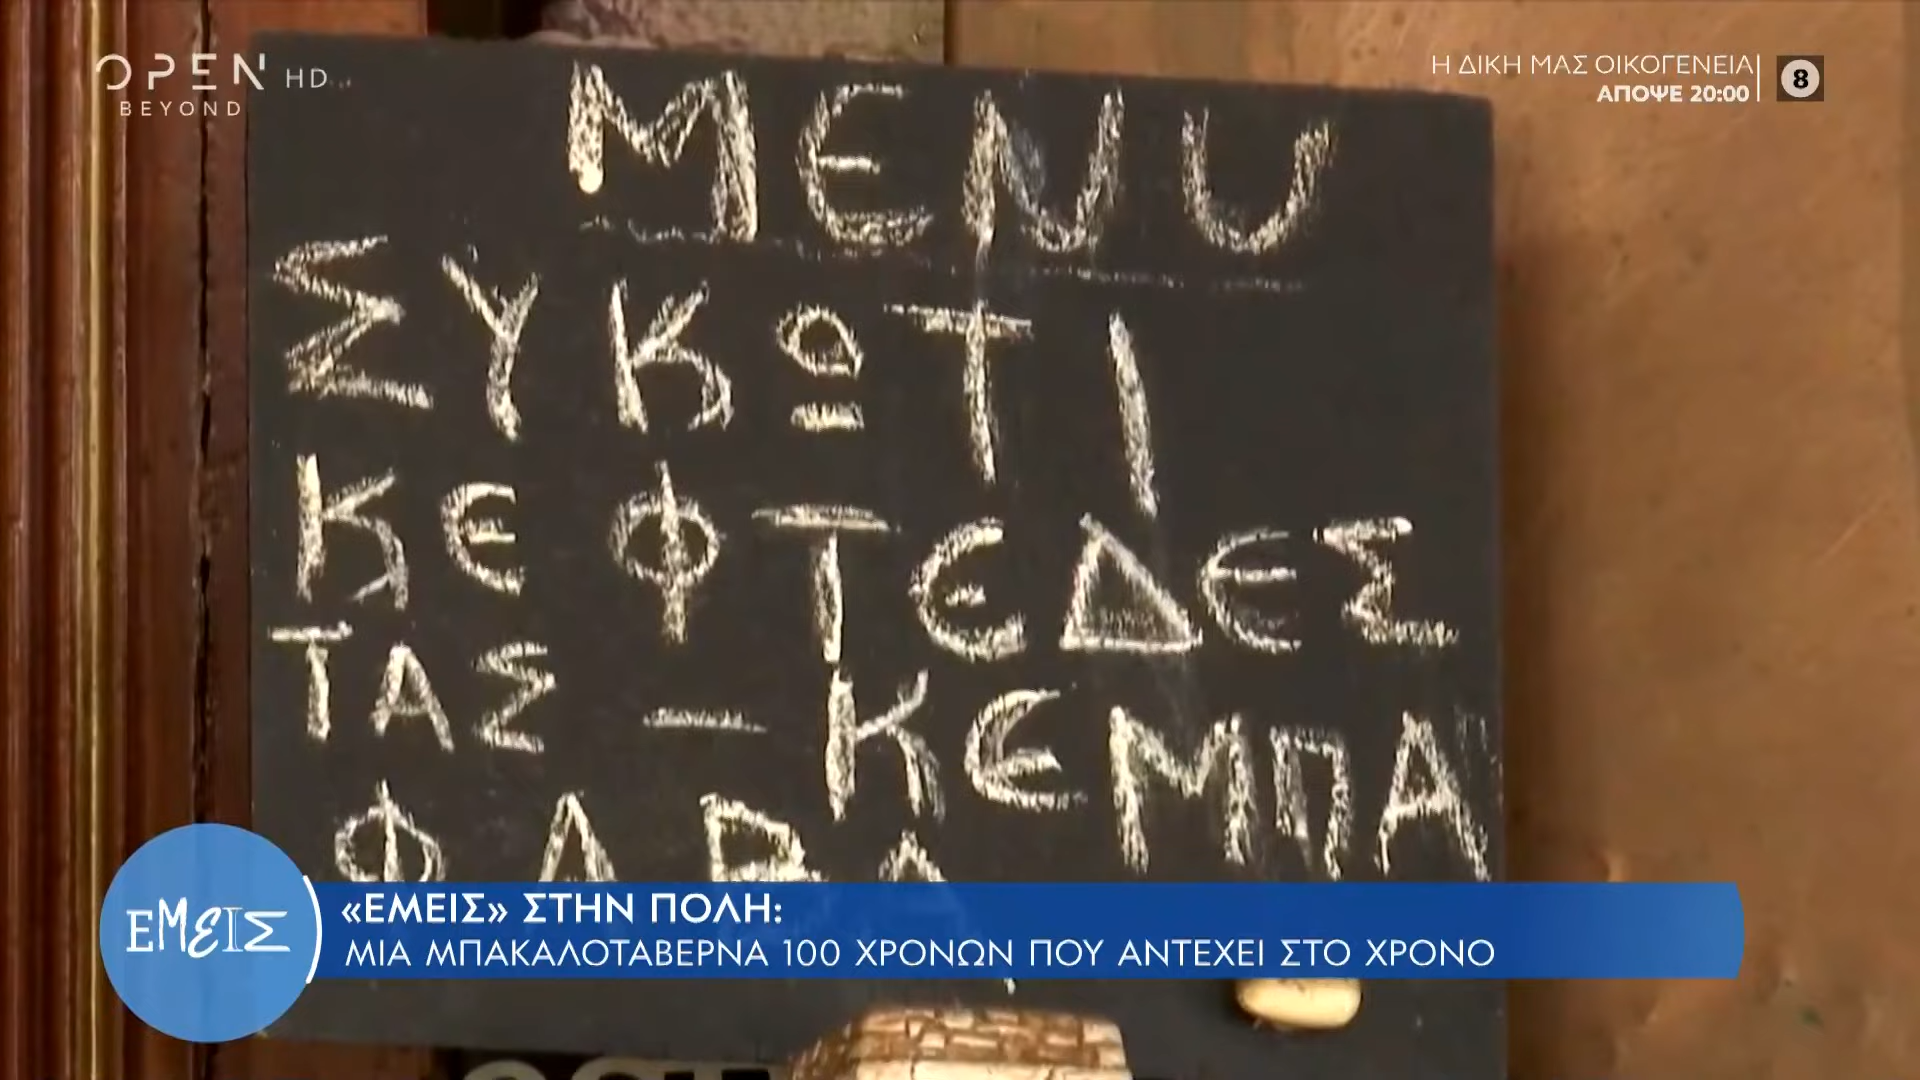 OPEN HD
BEYOND
Η ΔΙΚΗ ΜΑΣ ΟΙΚΟΓΕΝΕΙΑ
ΑΠΟΨΕ 20:00
8
MENU
ΣΥΚΩΤΙ
ΚΕΦΤΕΔΕΣ
ΤΑΣ - ΚΕΜΠΑ
ΦΑΒΑ
ΕΜΕΙΣ
«ΕΜΕΙΣ» ΣΤΗΝ ΠΟΛΗ:
ΜΙΑ ΜΠΑΚΑΛΟΤΑΒΕΡΝΑ 100 ΧΡΟΝΩΝ ΠΟΥ ΑΝΤΕΧΕΙ ΣΤΟ ΧΡΟΝΟ